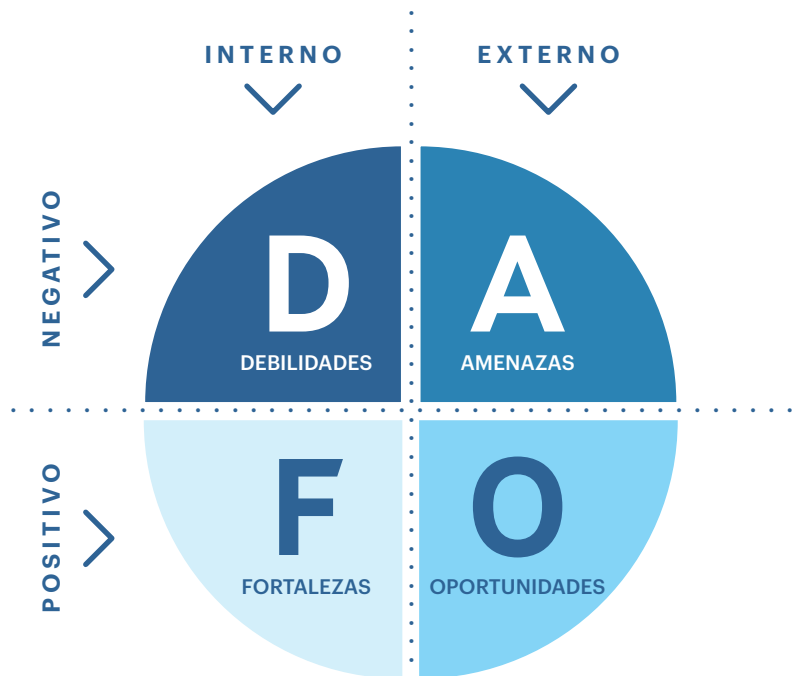 INTERNO
EXTERNO
NEGATIVO
D
DEBILIDADES
A
AMENAZAS
POSITIVO
F
FORTALEZAS
O
OPORTUNIDADES